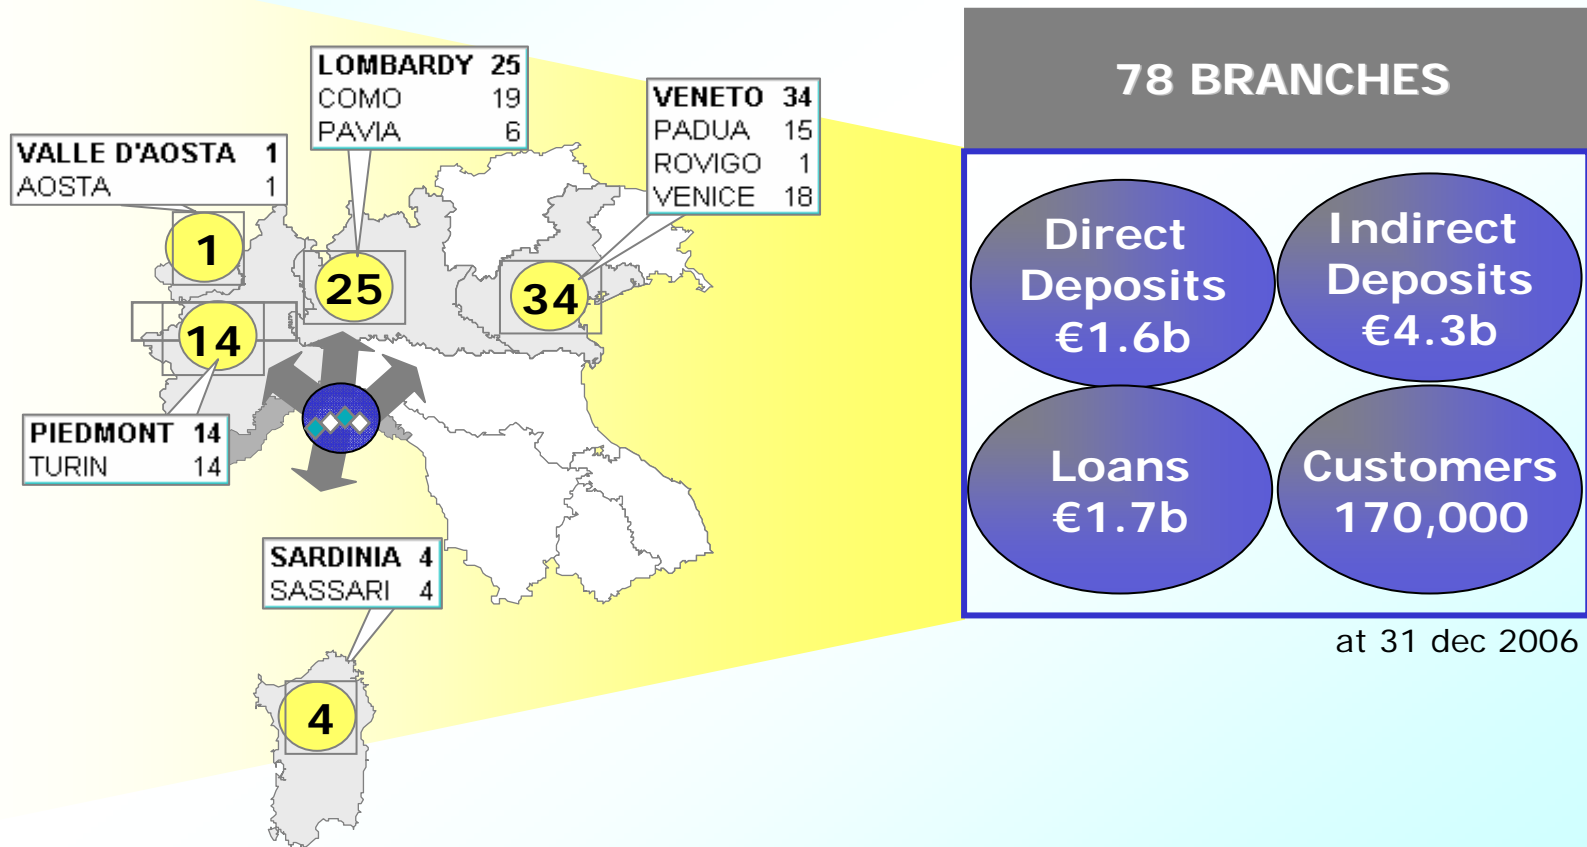 LOMBARDY 25
COMO 19
PAVIA 6
VENETO 34
PADUA 15
ROVIGO 1
VENICE 18
VALLE D'AOSTA 1
AOSTA 1
1
25
34
14
PIEDMONT 14
TURIN 14
SARDINIA 4
SASSARI 4
4
78 BRANCHES
Direct
Deposits
€1.6b
Indirect
Deposits
€4.3b
Loans
€1.7b
Customers
170,000
at 31 dec 2006